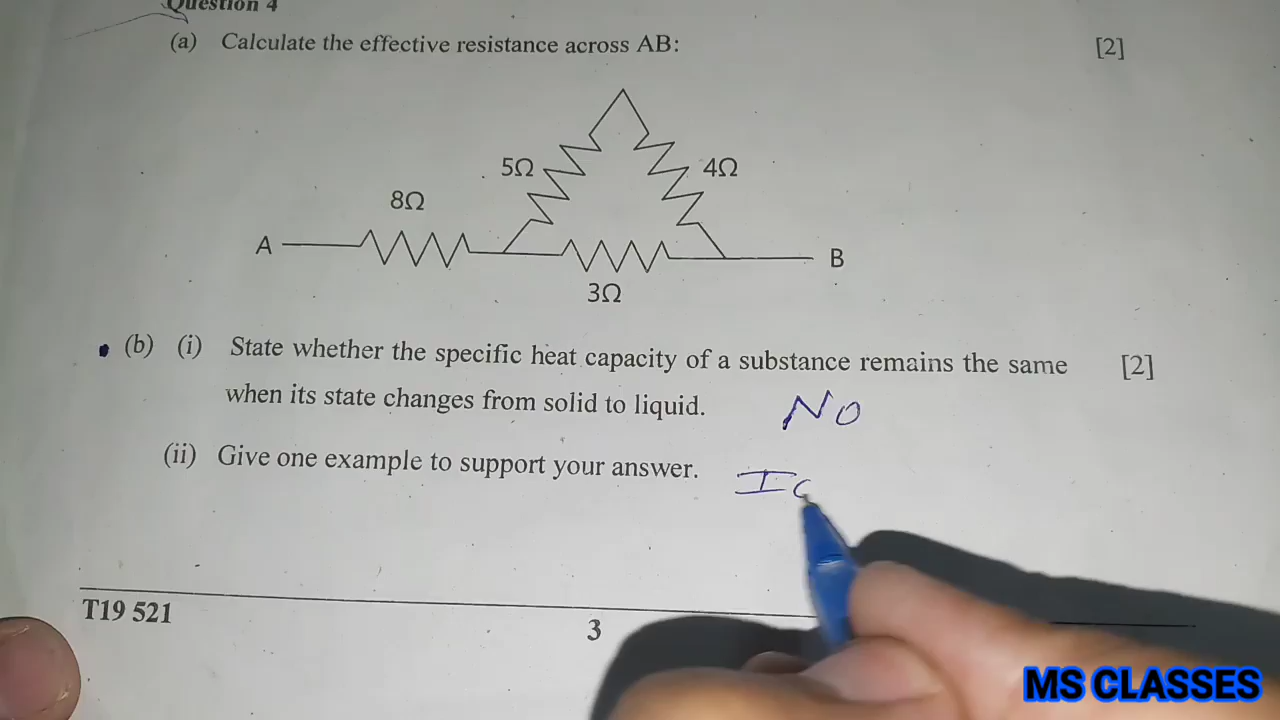 Question 4
(a) Calculate the effective resistance across AB: [2]
5Ω 4Ω
8Ω
A B
3Ω
(b) (i) State whether the specific heat capacity of a substance remains the same [2]
when its state changes from solid to liquid. NO
(ii) Give one example to support your answer. Ic
T19 521
3
MS CLASSES